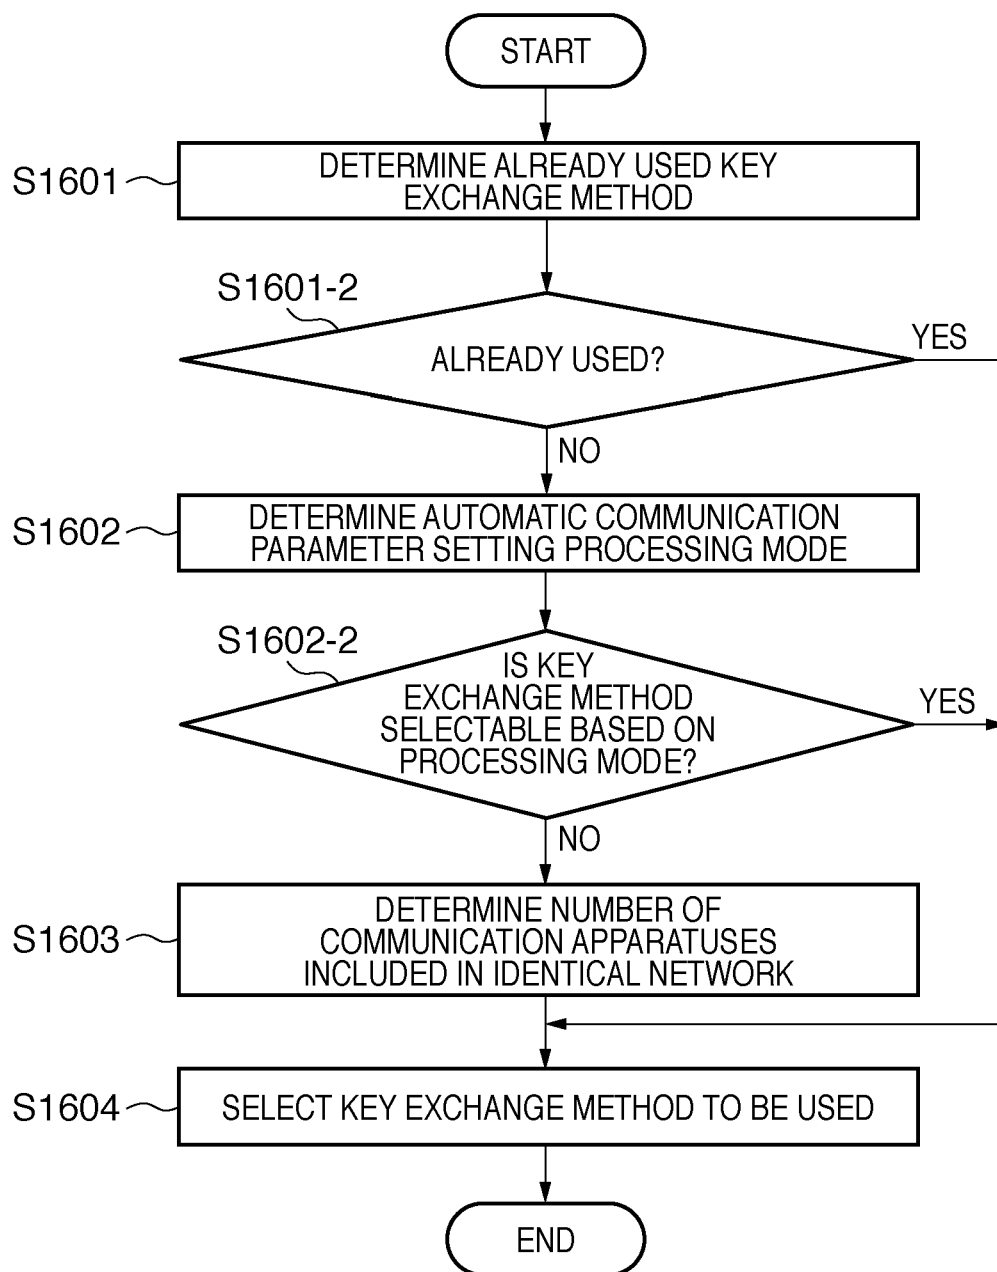 START
S1601
DETERMINE ALREADY USED KEY
EXCHANGE METHOD
S1601-2
ALREADY USED?
YES
NO
S1602
DETERMINE AUTOMATIC COMMUNICATION
PARAMETER SETTING PROCESSING MODE
S1602-2
IS KEY
EXCHANGE METHOD
SELECTABLE BASED ON
PROCESSING MODE?
YES
NO
S1603
DETERMINE NUMBER OF
COMMUNICATION APPARATUSES
INCLUDED IN IDENTICAL NETWORK
S1604
SELECT KEY EXCHANGE METHOD TO BE USED
END